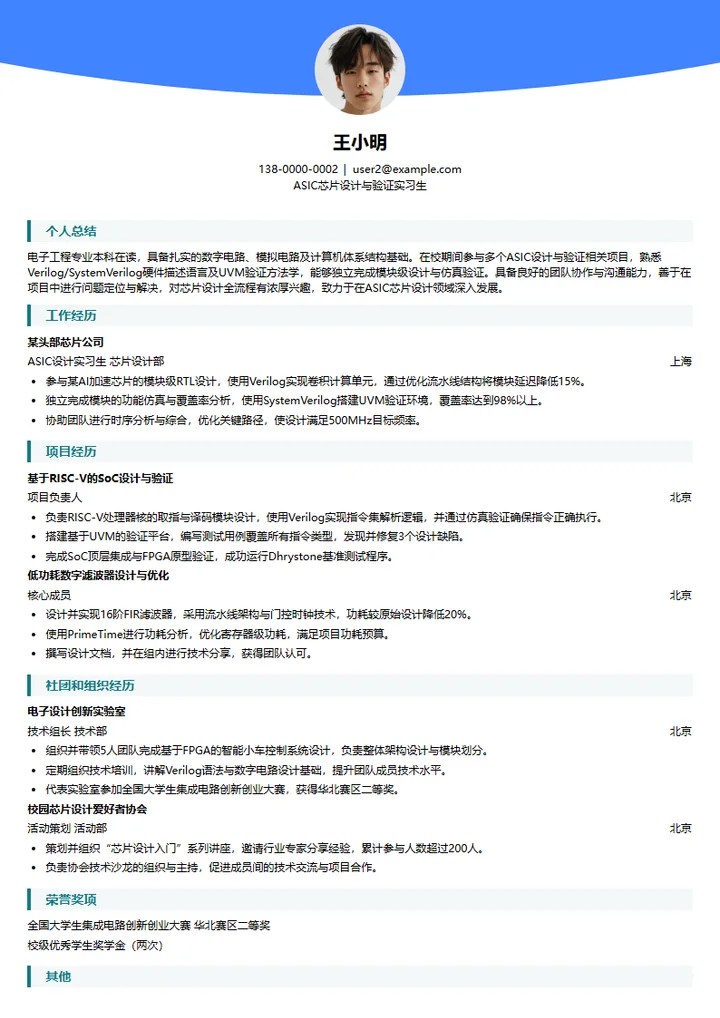 王小明
138-0000-0002 | user2@example.com
ASIC芯片设计与验证实习生
个人总结
电子工程专业本科在读，具备扎实的数字电路、模拟电路及计算机体系结构基础。在校期间参与多个ASIC设计与验证相关项目，熟悉
Verilog/SystemVerilog硬件描述语言及UVM验证方法学，能够独立完成模块级设计与仿真验证。具备良好的团队协作与沟通能力，善于在
项目中进行问题定位与解决，对芯片设计全流程有浓厚兴趣，致力于在ASIC芯片设计领域深入发展。
工作经历
某头部芯片公司
ASIC设计实习生 芯片设计部 上海
• 参与某AI加速芯片的模块级RTL设计，使用Verilog实现卷积计算单元，通过优化流水线结构将模块延迟降低15%。
• 独立完成模块的功能仿真与覆盖率分析，使用SystemVerilog搭建UVM验证环境，覆盖率达到98%以上。
• 协助团队进行时序分析与综合，优化关键路径，使设计满足500MHz目标频率。
项目经历
基于RISC-V的SoC设计与验证
项目负责人 北京
• 负责RISC-V处理器核的取指与译码模块设计，使用Verilog实现指令集解析逻辑，并通过仿真验证确保指令正确执行。
• 搭建基于UVM的验证平台，编写测试用例覆盖所有指令类型，发现并修复3个设计缺陷。
• 完成SoC顶层集成与FPGA原型验证，成功运行Dhrystone基准测试程序。
低功耗数字滤波器设计与优化
核心成员 北京
• 设计并实现16阶FIR滤波器，采用流水线架构与门控时钟技术，功耗较原始设计降低20%。
• 使用PrimeTime进行功耗分析，优化寄存器级功耗，满足项目功耗预算。
• 撰写设计文档，并在组内进行技术分享，获得团队认可。
社团和组织经历
电子设计创新实验室
技术组长 技术部 北京
• 组织并带领5人团队完成基于FPGA的智能小车控制系统设计，负责整体架构设计与模块划分。
• 定期组织技术培训，讲解Verilog语法与数字电路设计基础，提升团队成员技术水平。
• 代表实验室参加全国大学生集成电路创新创业大赛，获得华北赛区二等奖。
校园芯片设计爱好者协会
活动策划 活动部 北京
• 策划并组织“芯片设计入门”系列讲座，邀请行业专家分享经验，累计参与人数超过200人。
• 负责协会技术沙龙的组织与主持，促进成员间的技术交流与项目合作。
荣誉奖项
全国大学生集成电路创新创业大赛 华北赛区二等奖
校级优秀学生奖学金（两次）
其他